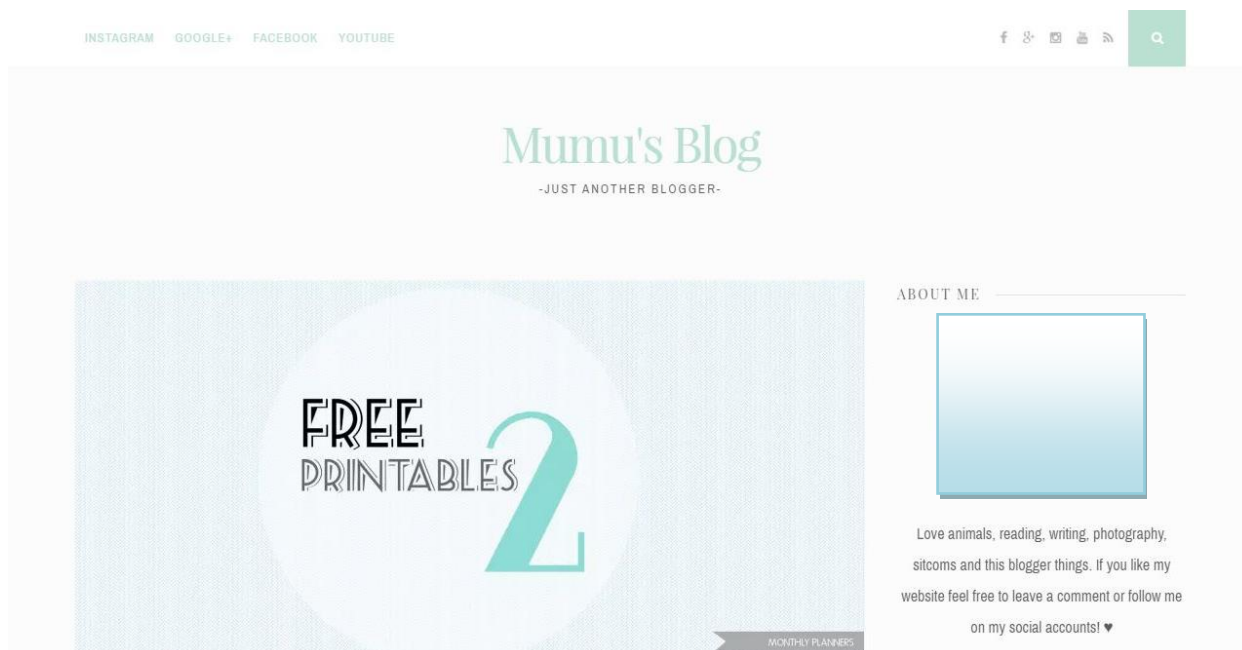 INSTAGRAM GOOGLE+ FACEBOOK YOUTUBE
Mumu's Blog
-JUST ANOTHER BLOGGER-
FREE
PRINTABLES
2
MONTHLY PLANNERS
ABOUT ME
Love animals, reading, writing, photography,
sitcoms and this blogger things. If you like my
website feel free to leave a comment or follow me
on my social accounts! ♥